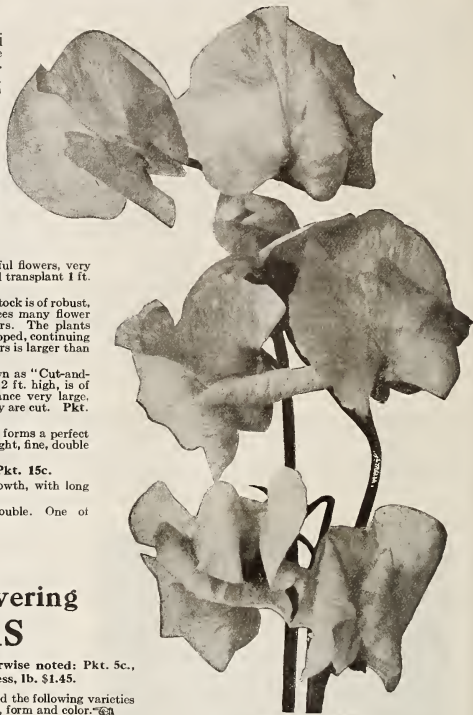 ful flowers, very
transplant 1 ft.
tock is of robust,
ces many flower
rs. The plants
pped, continuing
rs is larger than
wn as "Cut-and-
2 ft. high, is of
ance very large,
y are cut. Pkt.
forms a perfect
ght, fine, double
Pkt. 15c.
owth, with long
ouble. One of
vering
rwise noted: Pkt. 5c.,
ess, lb. $1.45.
d the following varieties
, form and color.